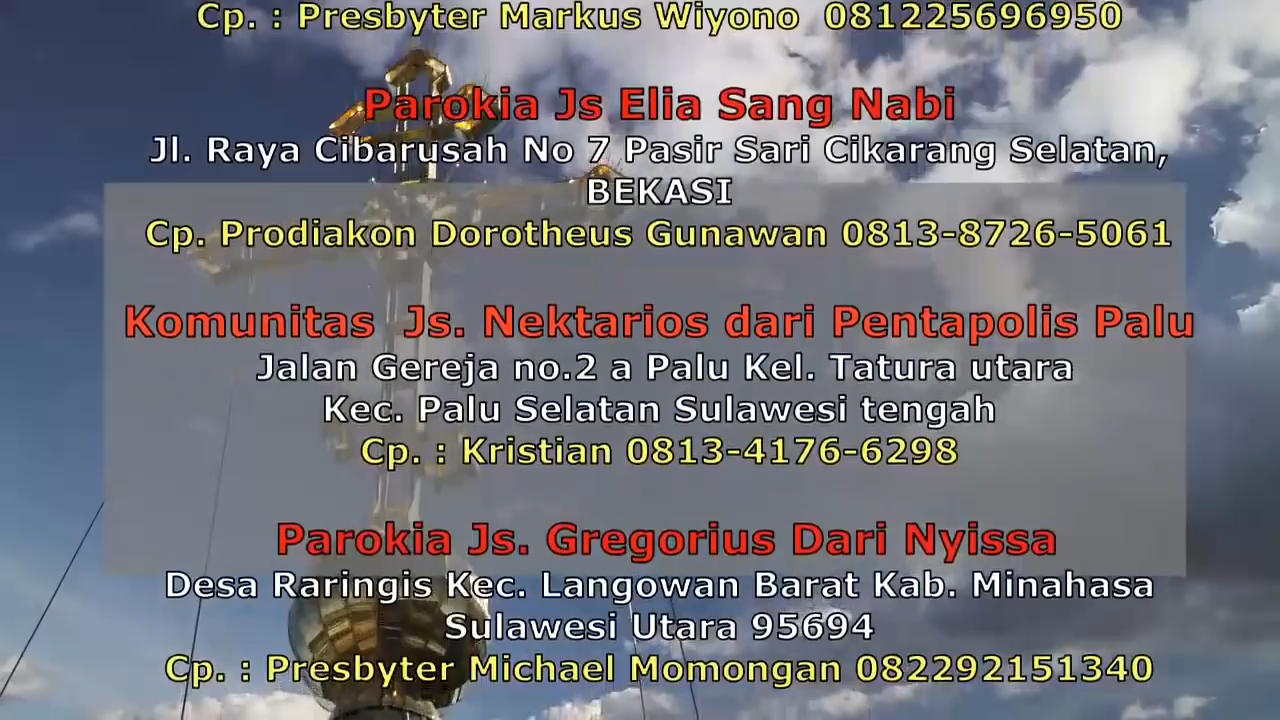 Cp. : Presbyter Markus Wiyono 081225696950
Parokia Js Elia Sang Nabi
Jl. Raya Cibarusah No 7 Pasir Sari Cikarang Selatan,
BEKASI
Cp. Prodiakon Dorotheus Gunawan 0813-8726-5061
Komunitas Js. Nektarios dari Pentapolis Palu
Jalan Gereja no.2 a Palu Kel. Tatura utara
Kec. Palu Selatan Sulawesi tengah
Cp. : Kristian 0813-4176-6298
Parokia Js. Gregorius Dari Nyissa
Desa Raringis Kec. Langowan Barat Kab. Minahasa
Sulawesi Utara 95694
Cp. : Presbyter Michael Momongan 082292151340